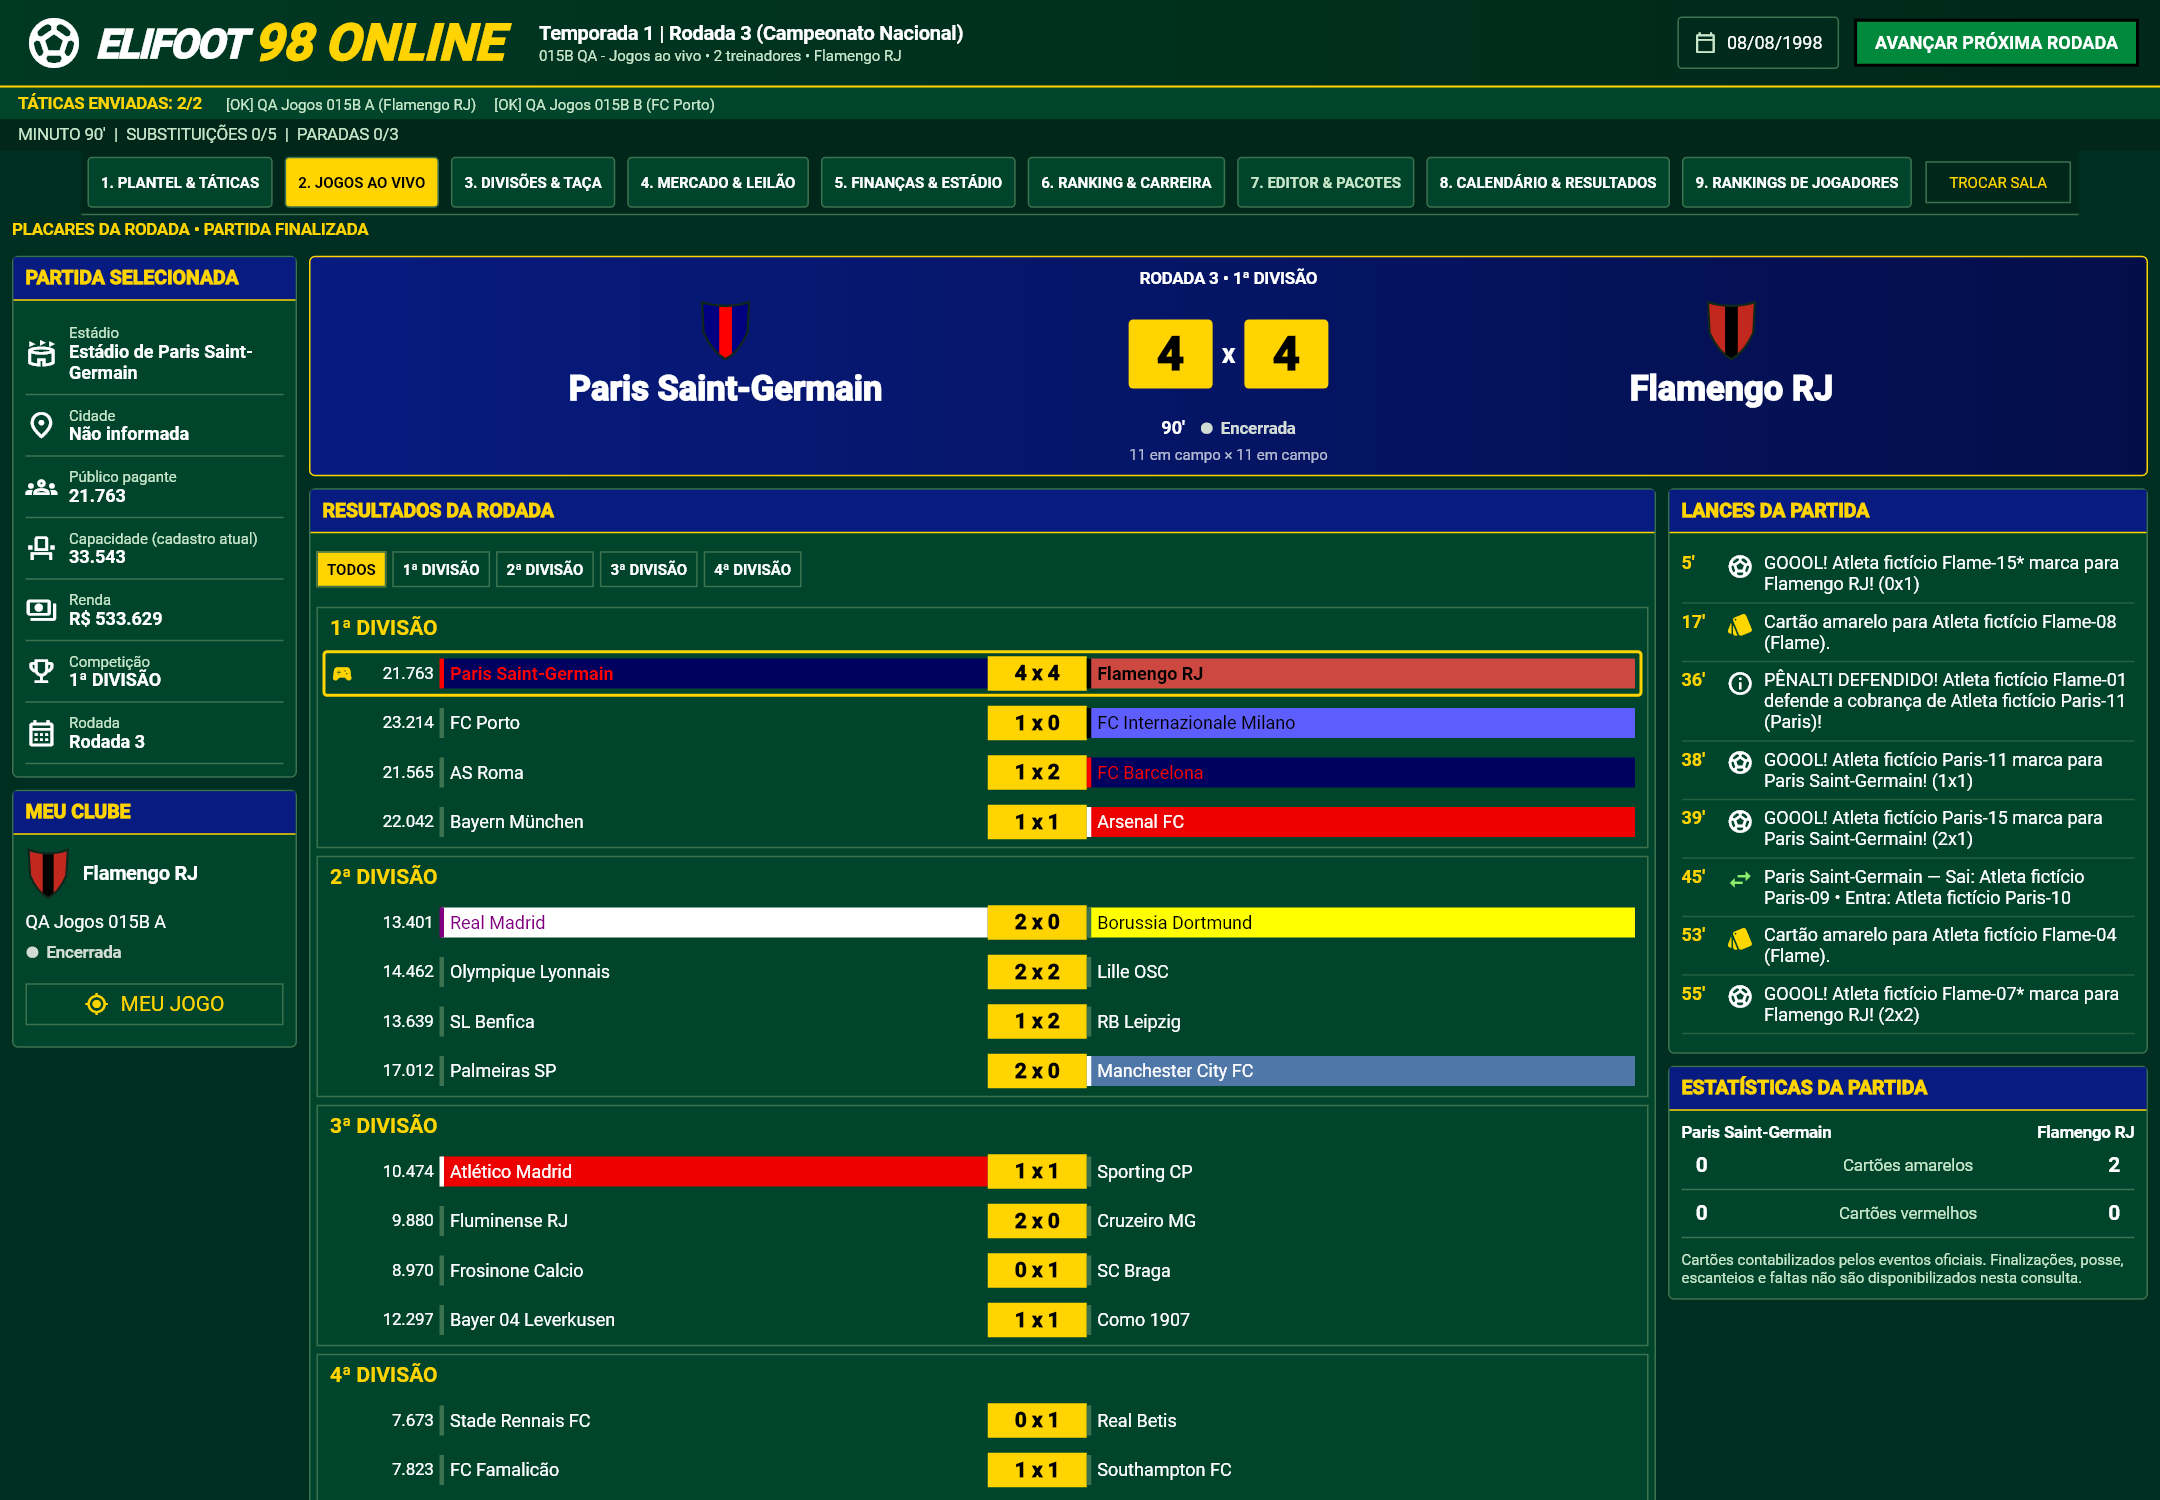 ELIFOOT 98 ONLINE
Temporada 1 | Rodada 3 (Campeonato Nacional)
015B QA - Jogos ao vivo • 2 treinadores • Flamengo RJ
08/08/1998
AVANÇAR PRÓXIMA RODADA
TÁTICAS ENVIADAS: 2/2 [OK] QA Jogos 015B A (Flamengo RJ) [OK] QA Jogos 015B B (FC Porto)
MINUTO 90' | SUBSTITUIÇÕES 0/5 | PARADAS 0/3
1. PLANTEL & TÁTICAS
2. JOGOS AO VIVO
3. DIVISÕES & TAÇA
4. MERCADO & LEILÃO
5. FINANÇAS & ESTÁDIO
6. RANKING & CARREIRA
7. EDITOR & PACOTES
8. CALENDÁRIO & RESULTADOS
9. RANKINGS DE JOGADORES
TROCAR SALA
PLACARES DA RODADA • PARTIDA FINALIZADA
PARTIDA SELECIONADA
Estádio
Estádio de Paris Saint-
Germain
Cidade
Não informada
Público pagante
21.763
Capacidade (cadastro atual)
33.543
Renda
R$ 533.629
Competição
1ª DIVISÃO
Rodada
Rodada 3
MEU CLUBE
Flamengo RJ
QA Jogos 015B A
Encerrada
MEU JOGO
RODADA 3 • 1ª DIVISÃO
Paris Saint-Germain
4 x 4
Flamengo RJ
90' Encerrada
11 em campo × 11 em campo
RESULTADOS DA RODADA
TODOS
1ª DIVISÃO
2ª DIVISÃO
3ª DIVISÃO
4ª DIVISÃO
1ª DIVISÃO
21.763 Paris Saint-Germain 4 x 4 Flamengo RJ
23.214 FC Porto 1 x 0 FC Internazionale Milano
21.565 AS Roma 1 x 2 FC Barcelona
22.042 Bayern München 1 x 1 Arsenal FC
2ª DIVISÃO
13.401 Real Madrid 2 x 0 Borussia Dortmund
14.462 Olympique Lyonnais 2 x 2 Lille OSC
13.639 SL Benfica 1 x 2 RB Leipzig
17.012 Palmeiras SP 2 x 0 Manchester City FC
3ª DIVISÃO
10.474 Atlético Madrid 1 x 1 Sporting CP
9.880 Fluminense RJ 2 x 0 Cruzeiro MG
8.970 Frosinone Calcio 0 x 1 SC Braga
12.297 Bayer 04 Leverkusen 1 x 1 Como 1907
4ª DIVISÃO
7.673 Stade Rennais FC 0 x 1 Real Betis
7.823 FC Famalicão 1 x 1 Southampton FC
LANCES DA PARTIDA
5' GOOOL! Atleta fictício Flame-15* marca para
Flamengo RJ! (0x1)
17' Cartão amarelo para Atleta fictício Flame-08
(Flame).
36' PÊNALTI DEFENDIDO! Atleta fictício Flame-01
defende a cobrança de Atleta fictício Paris-11
(Paris)!
38' GOOOL! Atleta fictício Paris-11 marca para
Paris Saint-Germain! (1x1)
39' GOOOL! Atleta fictício Paris-15 marca para
Paris Saint-Germain! (2x1)
45' Paris Saint-Germain — Sai: Atleta fictício
Paris-09 • Entra: Atleta fictício Paris-10
53' Cartão amarelo para Atleta fictício Flame-04
(Flame).
55' GOOOL! Atleta fictício Flame-07* marca para
Flamengo RJ! (2x2)
ESTATÍSTICAS DA PARTIDA
Paris Saint-Germain Flamengo RJ
0 Cartões amarelos 2
0 Cartões vermelhos 0
Cartões contabilizados pelos eventos oficiais. Finalizações, posse,
escanteios e faltas não são disponibilizados nesta consulta.